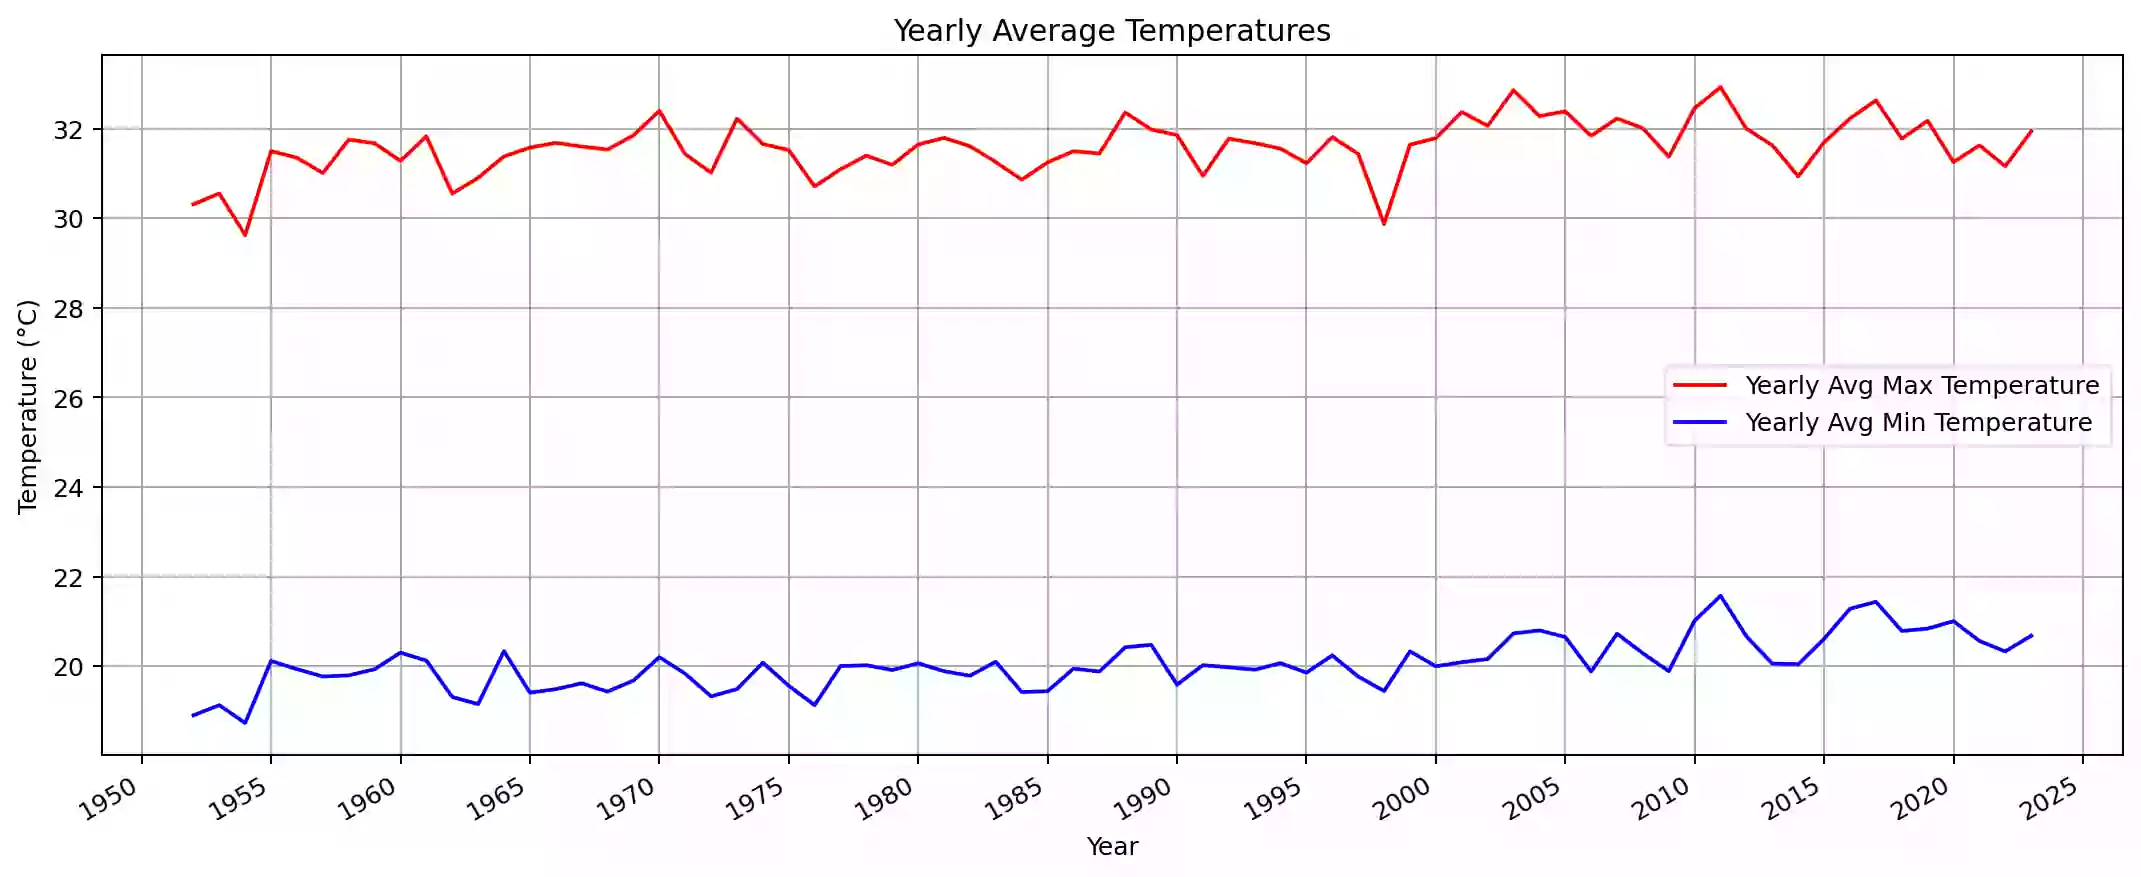 Yearly Average Temperatures
Temperature (°C)
32
30
28
26
24
22
20
Yearly Avg Max Temperature
Yearly Avg Min Temperature
1950 1955 1960 1965 1970 1975 1980 1985 1990 1995 2000 2005 2010 2015 2020 2025
Year